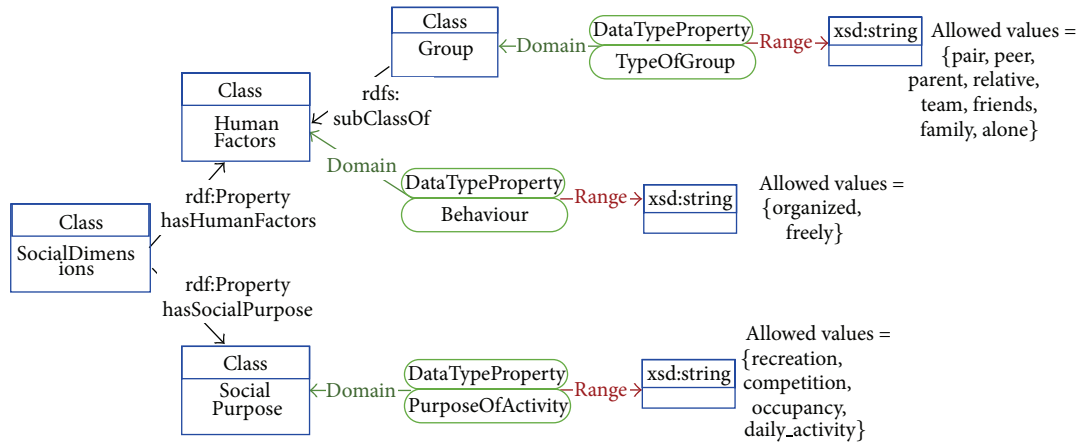 Class
Group
Domain
DataTypeProperty
TypeOfGroup
Range
xsd:string
Allowed values =
{pair, peer,
parent, relative,
team, friends,
family, alone}
rdfs:
subClassOf
Class
Human
Factors
Domain
DataTypeProperty
Behaviour
Range
xsd:string
Allowed values =
{organized,
freely}
rdf:Property
hasHumanFactors
Class
SocialDimens
ions
rdf:Property
hasSocialPurpose
Class
Social
Purpose
Domain
DataTypeProperty
PurposeOfActivity
Range
xsd:string
Allowed values =
{recreation,
competition,
occupancy,
daily_activity}